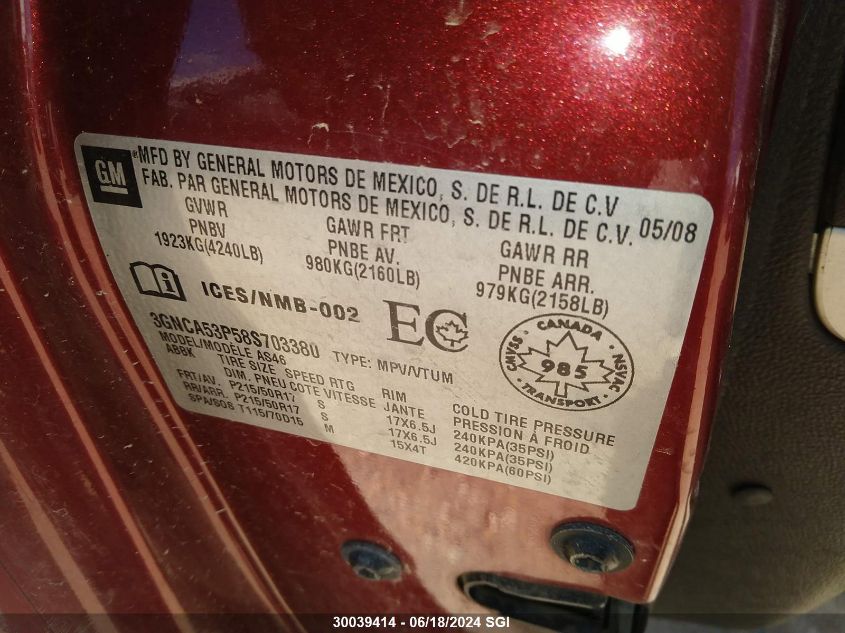 GM
MFD BY GENERAL MOTORS DE MEXICO, S. DE R.L. DE C.V
FAB. PAR GENERAL MOTORS DE MEXICO, S. DE R.L. DE C.V. 05/08
GVWR GAWR FRT GAWR RR
PNBV PNBE AV. PNBE ARR.
1923KG(4240LB) 980KG(2160LB) 979KG(2158LB)
ICES/NMB-002 EC
CANADA
CMVSS 985 NSVAC
TRANSPORT
3GNCA53P58S703380
MODEL/MODÈLE AS46 TYPE: MPV/VTUM
ABBK TIRE SIZE SPEED RTG RIM COLD TIRE PRESSURE
DIM. PNEU COTE VITESSE JANTE PRESSION À FROID
FRT/AV. P215/50R17 S 17X6.5J 240KPA(35PSI)
RR/ARR. P215/50R17 S 17X6.5J 240KPA(35PSI)
SPA/SOS T115/70D15 M 15X4T 420KPA(60PSI)
30039414 - 06/18/2024 SGI